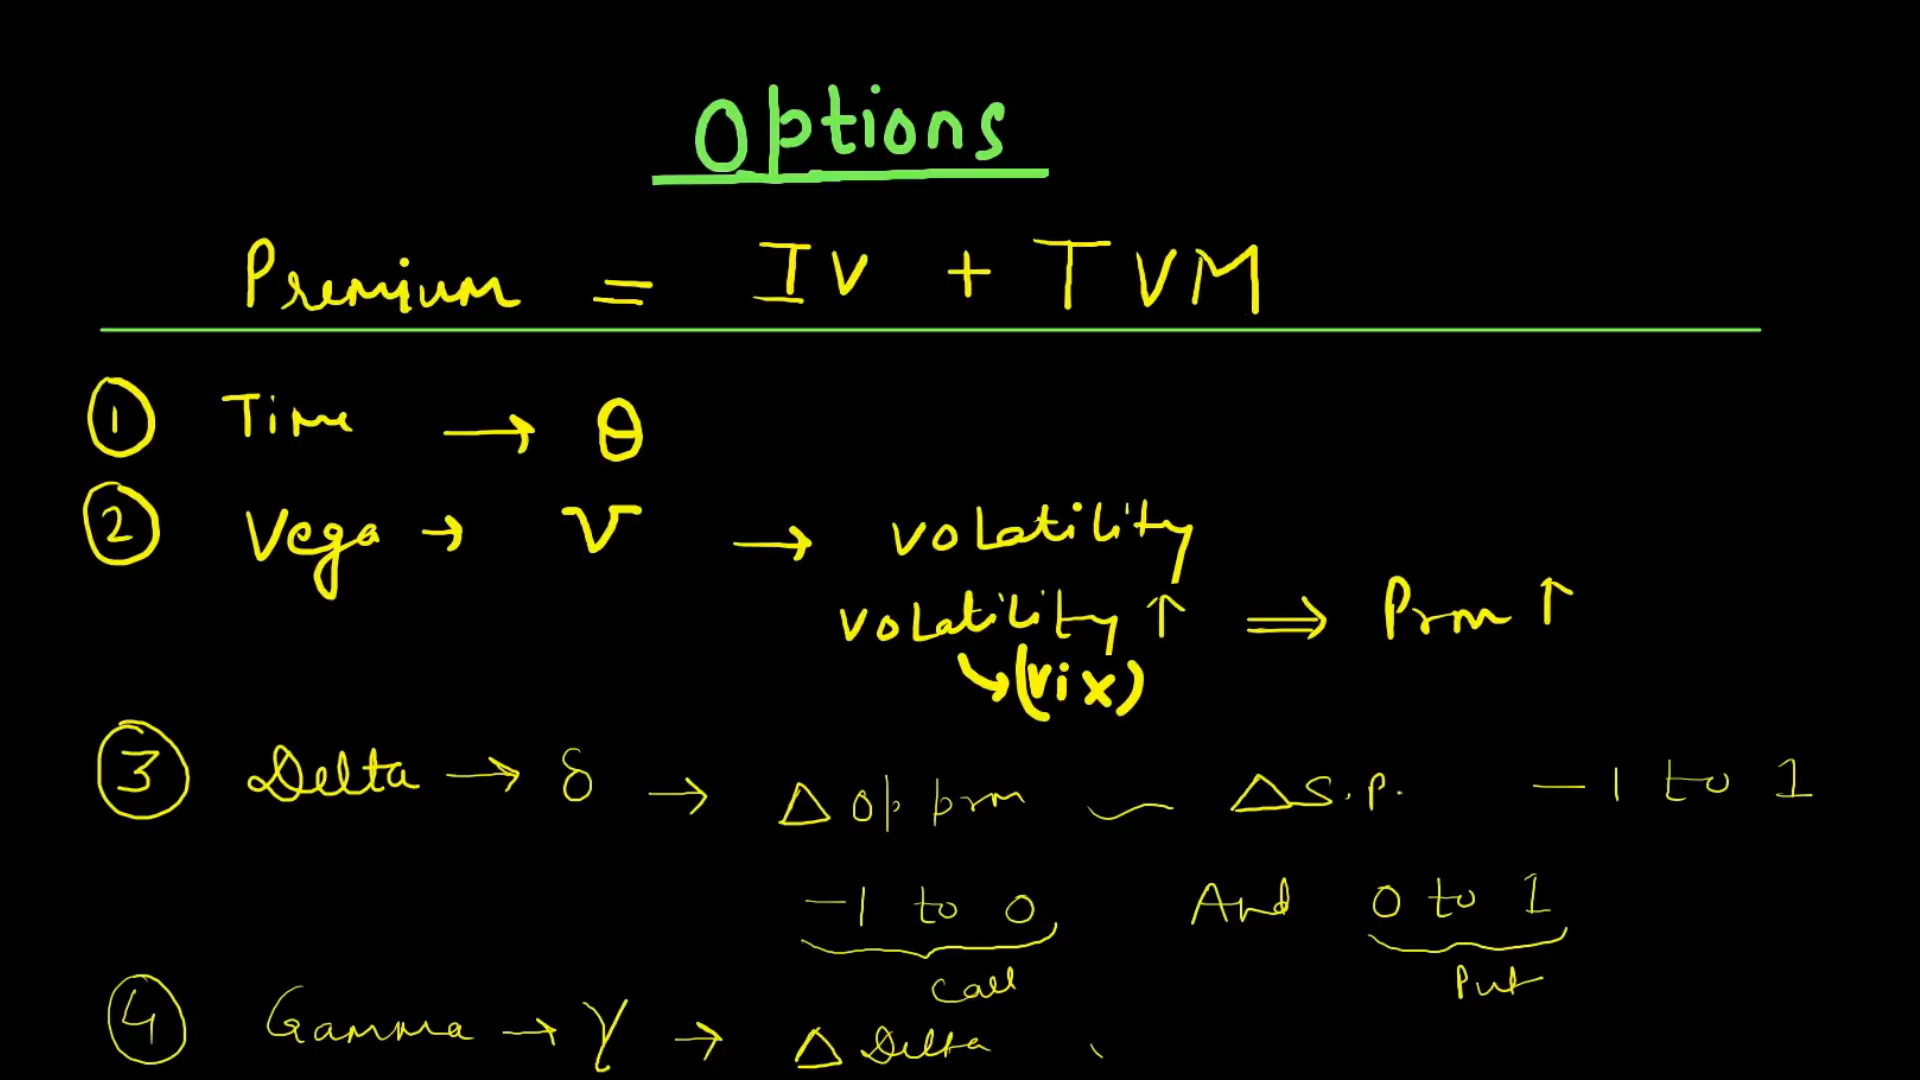 Options
Premium = IV + TVM
① Time → θ
② Vega → ν → volatility
volatility ↑ ⇒ Prm ↑
↳ (vix)
③ Delta → δ → Δ op prm ~ Δ S.P. -1 to 1
-1 to 0 And 0 to 1
Call Put
④ Gamma → γ → Δ Delta